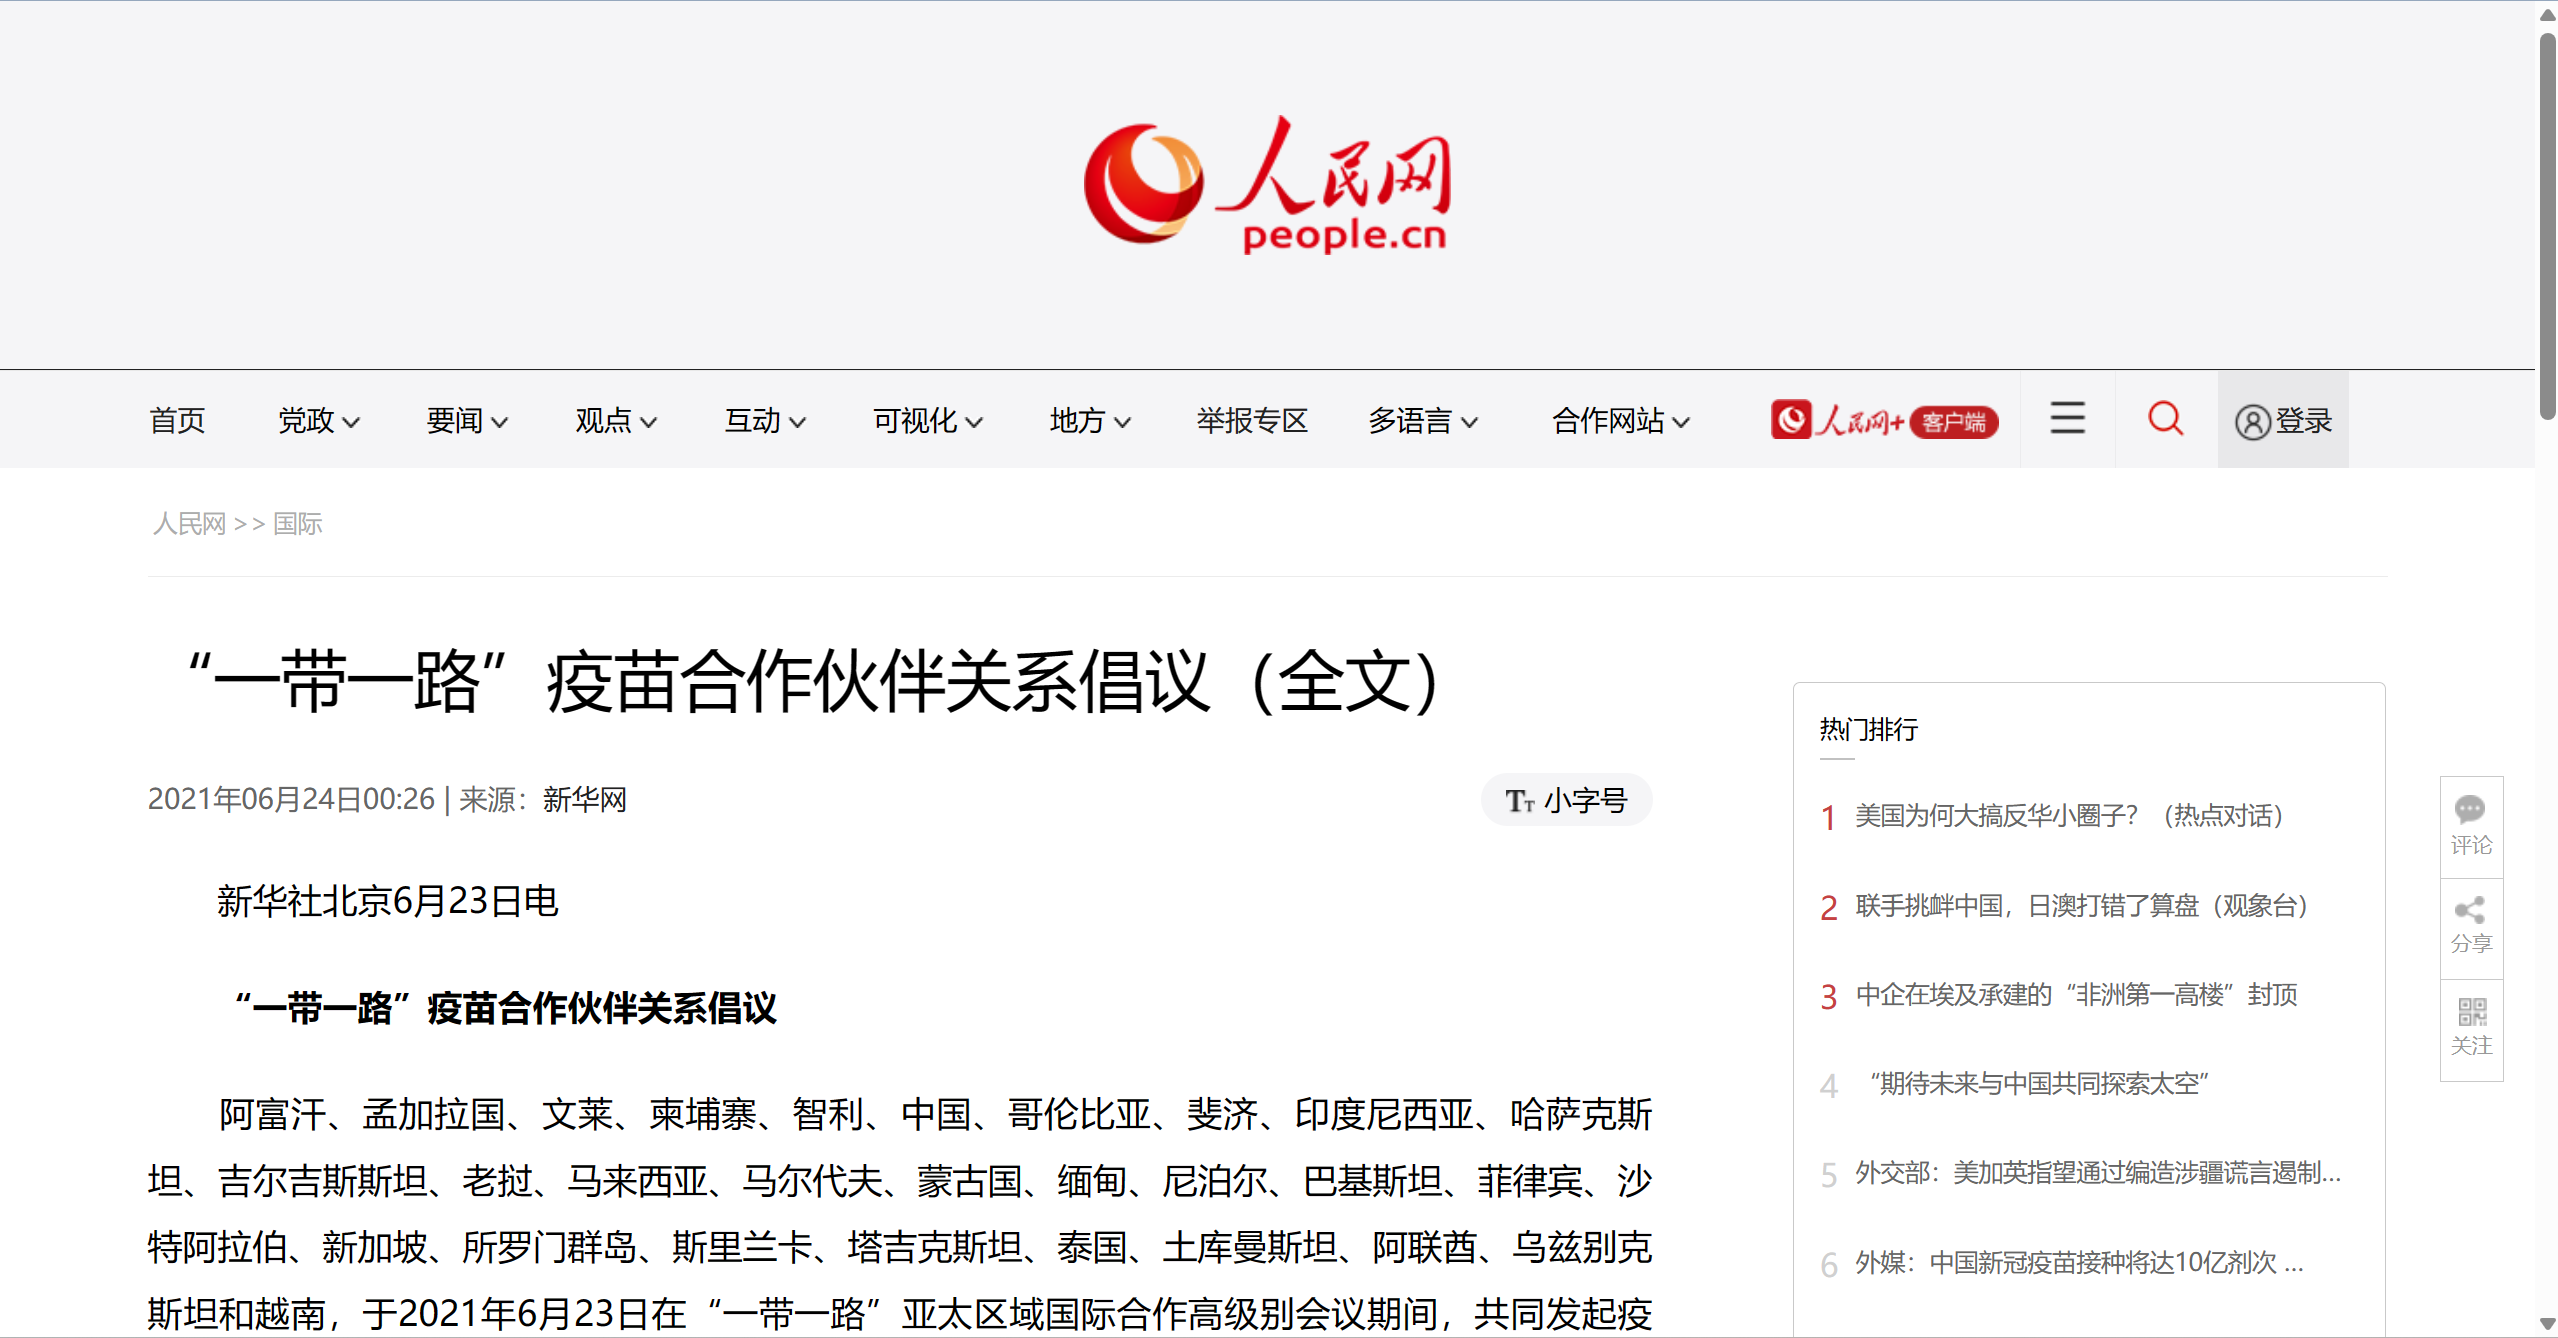 人民网
people.cn
首页 党政 要闻 观点 互动 可视化 地方 举报专区 多语言 合作网站 人民网+ 客户端 登录
人民网 >> 国际
“一带一路”疫苗合作伙伴关系倡议（全文）
2021年06月24日00:26 | 来源：新华网
TT 小字号
新华社北京6月23日电
“一带一路”疫苗合作伙伴关系倡议
阿富汗、孟加拉国、文莱、柬埔寨、智利、中国、哥伦比亚、斐济、印度尼西亚、哈萨克斯
坦、吉尔吉斯斯坦、老挝、马来西亚、马尔代夫、蒙古国、缅甸、尼泊尔、巴基斯坦、菲律宾、沙
特阿拉伯、新加坡、所罗门群岛、斯里兰卡、塔吉克斯坦、泰国、土库曼斯坦、阿联酋、乌兹别克
斯坦和越南，于2021年6月23日在“一带一路”亚太区域国际合作高级别会议期间，共同发起疫
热门排行
1 美国为何大搞反华小圈子？（热点对话）
2 联手挑衅中国，日澳打错了算盘（观象台）
3 中企在埃及承建的“非洲第一高楼”封顶
4 “期待未来与中国共同探索太空”
5 外交部：美加英指望通过编造涉疆谎言遏制...
6 外媒：中国新冠疫苗接种将达10亿剂次 ...
评论
分享
关注